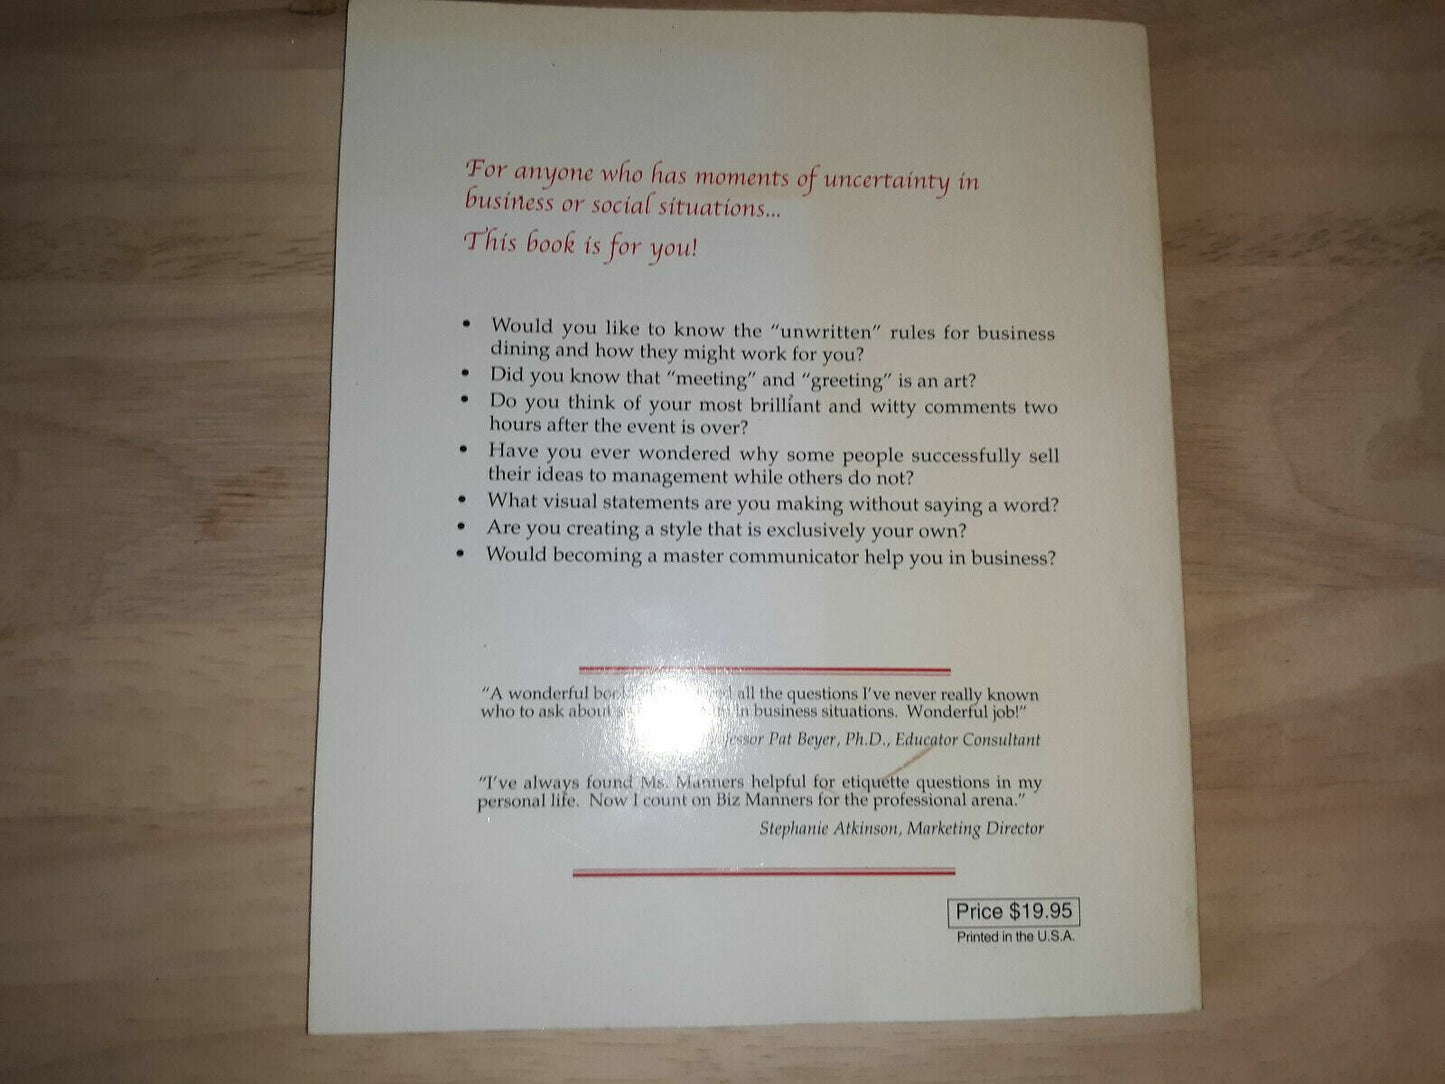 For anyone who has moments of uncertainty in
business or social situations...
This book is for you!
• Would you like to know the "unwritten" rules for business
dining and how they might work for you?
• Did you know that "meeting" and "greeting" is an art?
• Do you think of your most brilliant and witty comments two
hours after the event is over?
• Have you ever wondered why some people successfully sell
their ideas to management while others do not?
• What visual statements are you making without saying a word?
• Are you creating a style that is exclusively your own?
• Would becoming a master communicator help you in business?
"A wonderful all the questions I've never really known
who to ask about in business situations. Wonderful job!"
Pat Beyer, Ph.D., Educator Consultant
"I've always found Ms. Manners helpful for etiquette questions in my
personal life. Now I count on Biz Manners for the professional arena."
Stephanie Atkinson, Marketing Director
Price $19.95
Printed in the U.S.A.